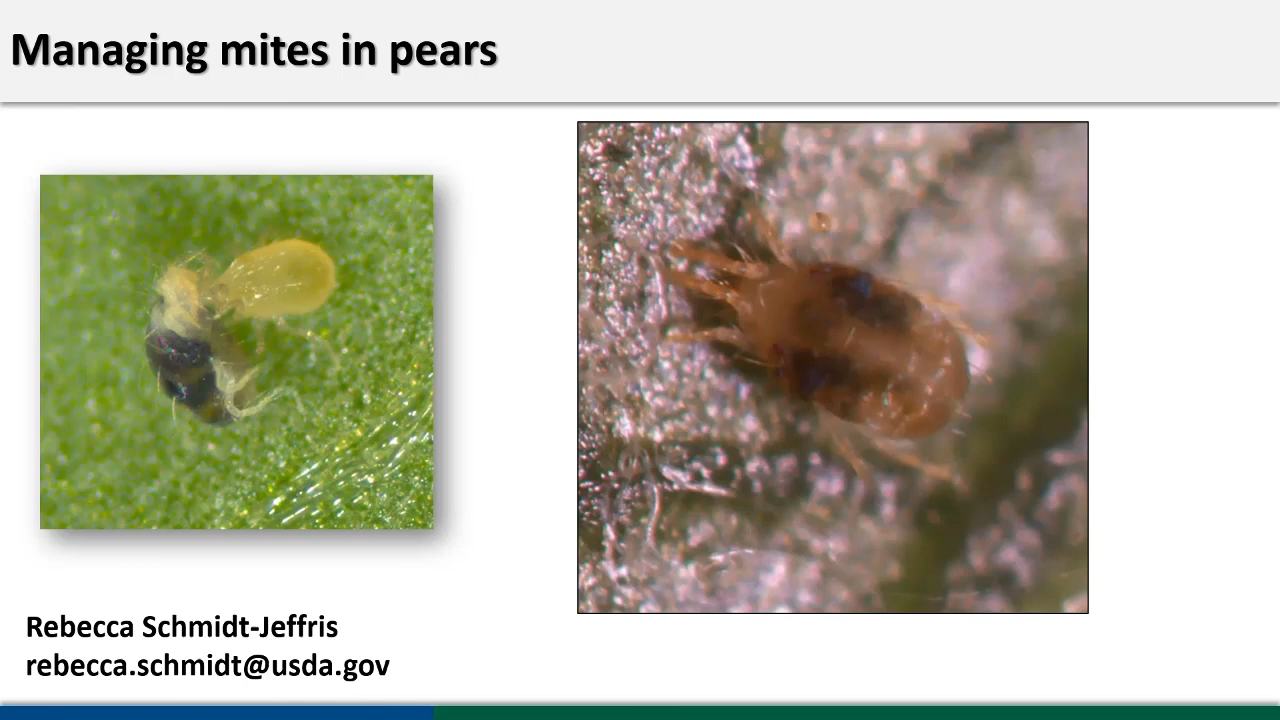 Managing mites in pears
Rebecca Schmidt-Jeffris
rebecca.schmidt@usda.gov